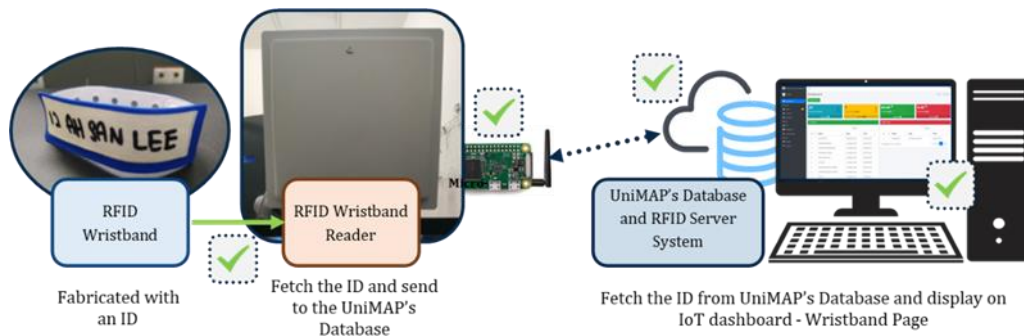 12 AH SAN LEE
Micro-
RFID
Wristband
RFID Wristband
Reader
UniMAP's Database
and RFID Server
System
Fabricated with
an ID
Fetch the ID and send
to the UniMAP's
Database
Fetch the ID from UniMAP's Database and display on
IoT dashboard - Wristband Page